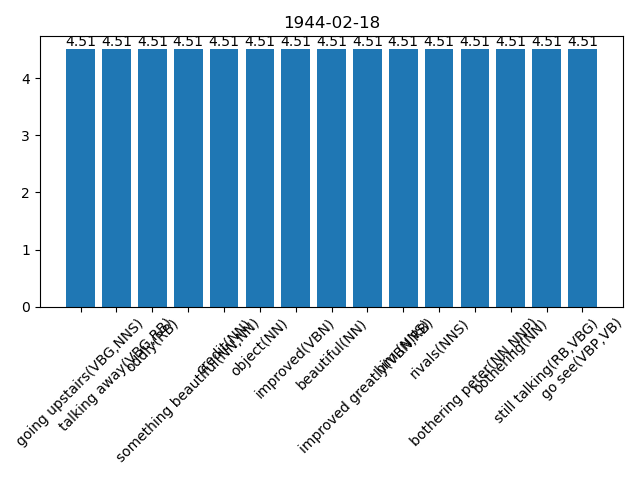 1944-02-18
4.51 4.51 4.51 4.51 4.51 4.51 4.51 4.51 4.51 4.51 4.51 4.51 4.51 4.51 4.51
4
3
2
1
0
going upstairs(VBG,NNS)
talking away(VBG,RB)
something beautiful(NN,NN)
credit(NN)
object(NN)
improved(VBN)
beautiful(NN)
improved greatly(VBN,RB)
rivals(NNS)
bothering peter(NN,NNP)
bothering(NN)
still talking(RB,VBG)
go see(VBP,VB)